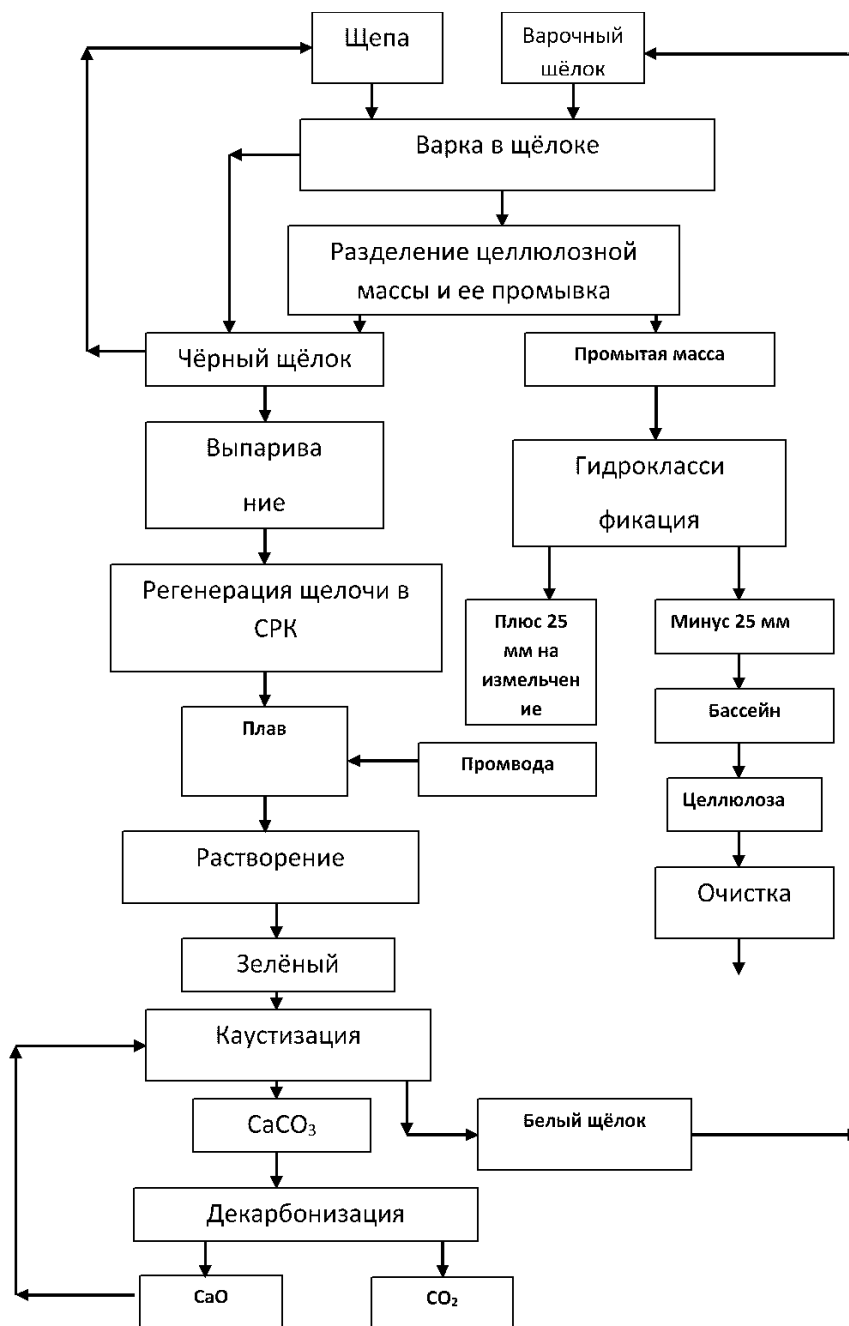 Щепа
Варочный
щёлок
Варка в щёлоке
Разделение целлюлозной
массы и ее промывка
Чёрный щёлок
Промытая масса
Выпарива
ние
Гидрокласси
фикация
Регенерация щелочи в
СРК
Плюс 25
мм на
измельчен
ие
Минус 25 мм
Плав
Бассейн
Промвода
Целлюлоза
Растворение
Очистка
Зелёный
Каустизация
CaCO₃
Белый щёлок
Декарбонизация
CaO
CO₂